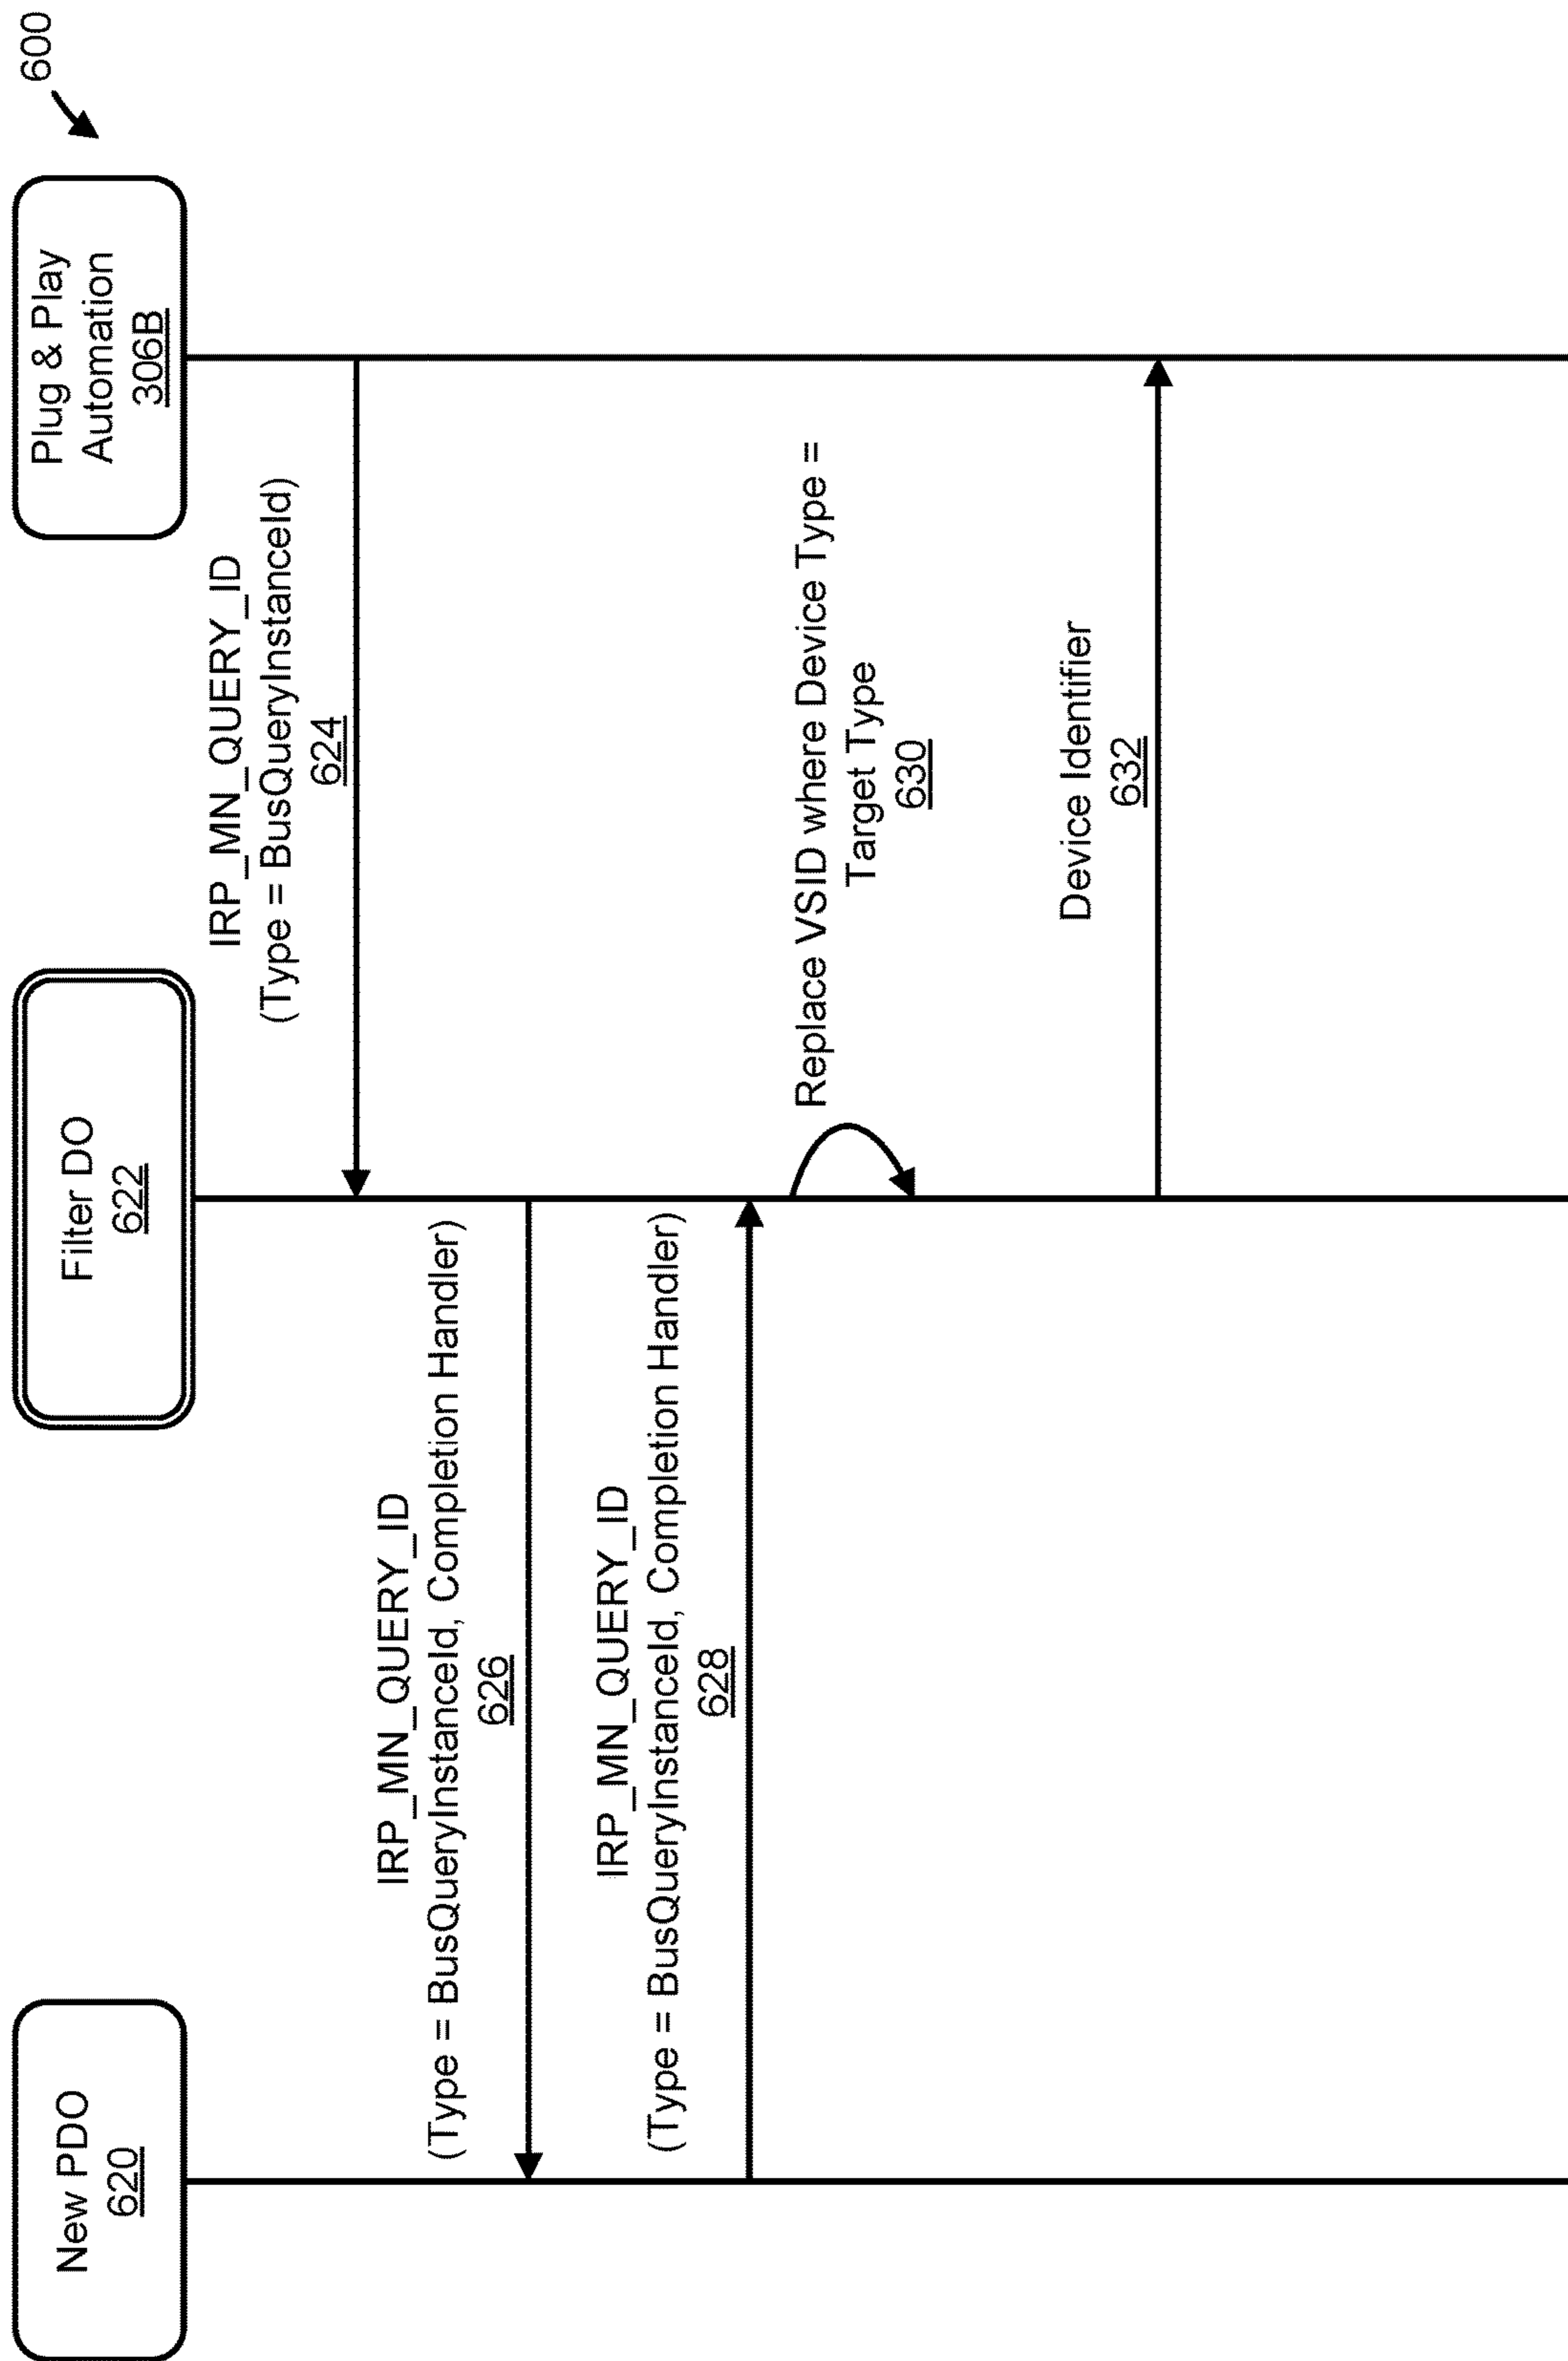 600
New PDO
620
Filter DO
622
Plug & Play
Automation
306B
IRP_MN_QUERY_ID
(Type = BusQueryInstanceId)
624
IRP_MN_QUERY_ID
(Type = BusQueryInstanceId, Completion Handler)
626
IRP_MN_QUERY_ID
(Type = BusQueryInstanceId, Completion Handler)
628
Replace VSID where Device Type =
Target Type
630
Device Identifier
632